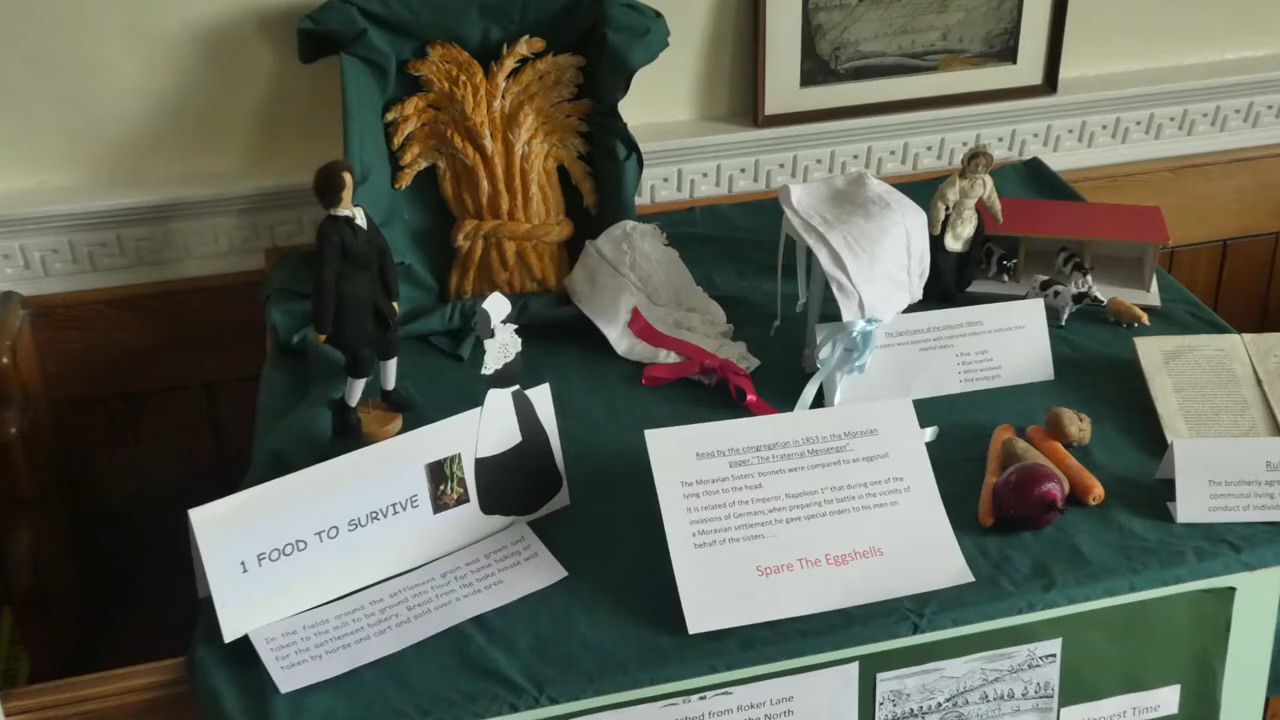 1 FOOD TO SURVIVE
In the fields around the settlement grain was grown and
taken to the mill to be ground into flour for home baking or
for the settlement bakery. Bread from the bake house was
taken by horse and cart and sold over a wide area.
The Significance of the coloured ribbons.
sisters wore bonnets with coloured ribbons to indicate their
marital status.
• Pink single
• Blue married
• White widowed
• Red young girls
Read by the congregation in 1853 in the Moravian
paper,"The Fraternal Messenger".
The Moravian Sisters' bonnets were compared to an eggshell
lying close to the head.
It is related of the Emperor, Napoleon 1st that during one of the
invasions of Germany,when preparing for battle in the vicinity of
a Moravian settlement,he gave special orders to his men on
behalf of the sisters......
Spare The Eggshells
The brotherly agre
communal living,
conduct of individ
from Roker Lane
the North
Harvest Time